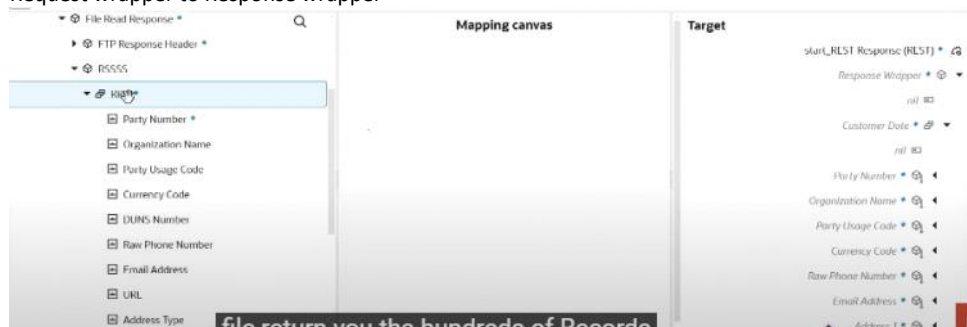 Request wrapper to Response wrapper
File Read Response *
Mapping canvas
Target
FTP Response Header *
start_REST Response (REST) *
RSSSS
Response Wrapper *
nil
Party Number *
Customer Date *
Organization Name
nil
Party Usage Code
Party Number *
Currency Code
Organization Name *
DUNS Number
Party Usage Code *
Raw Phone Number
Currency Code *
Email Address
Raw Phone Number *
URL
Email Address *
Address Type
Address 1 *
file return you the hundreds of Records